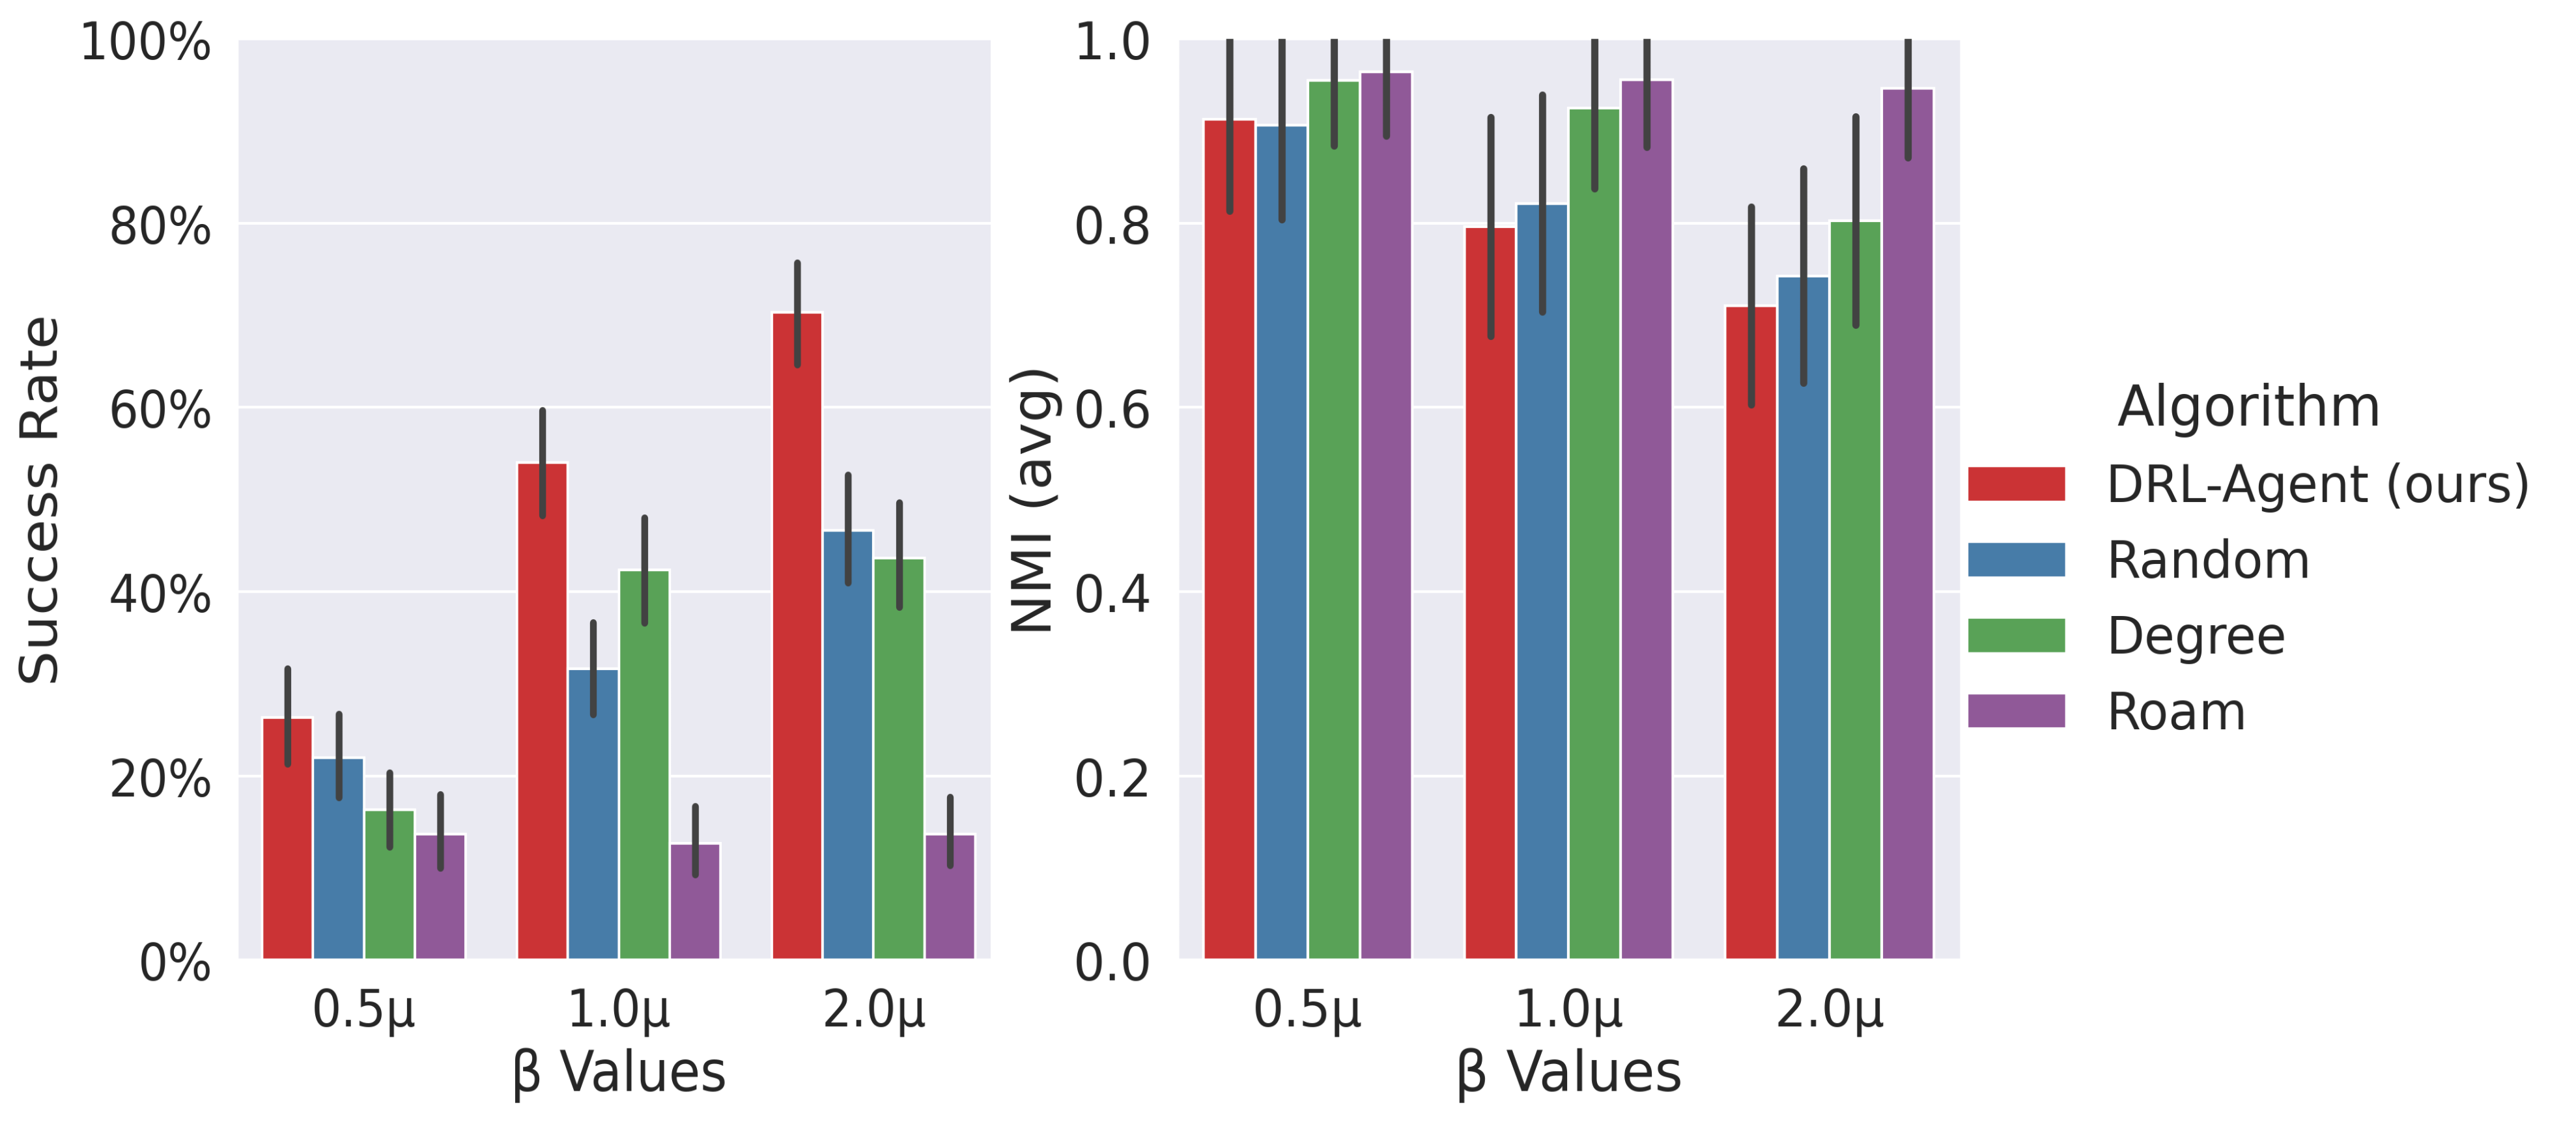 Success Rate
100%
80%
60%
40%
20%
0%
0.5μ 1.0μ 2.0μ
β Values
NMI (avg)
1.0
0.8
0.6
0.4
0.2
0.0
0.5μ 1.0μ 2.0μ
β Values
Algorithm
DRL-Agent (ours)
Random
Degree
Roam